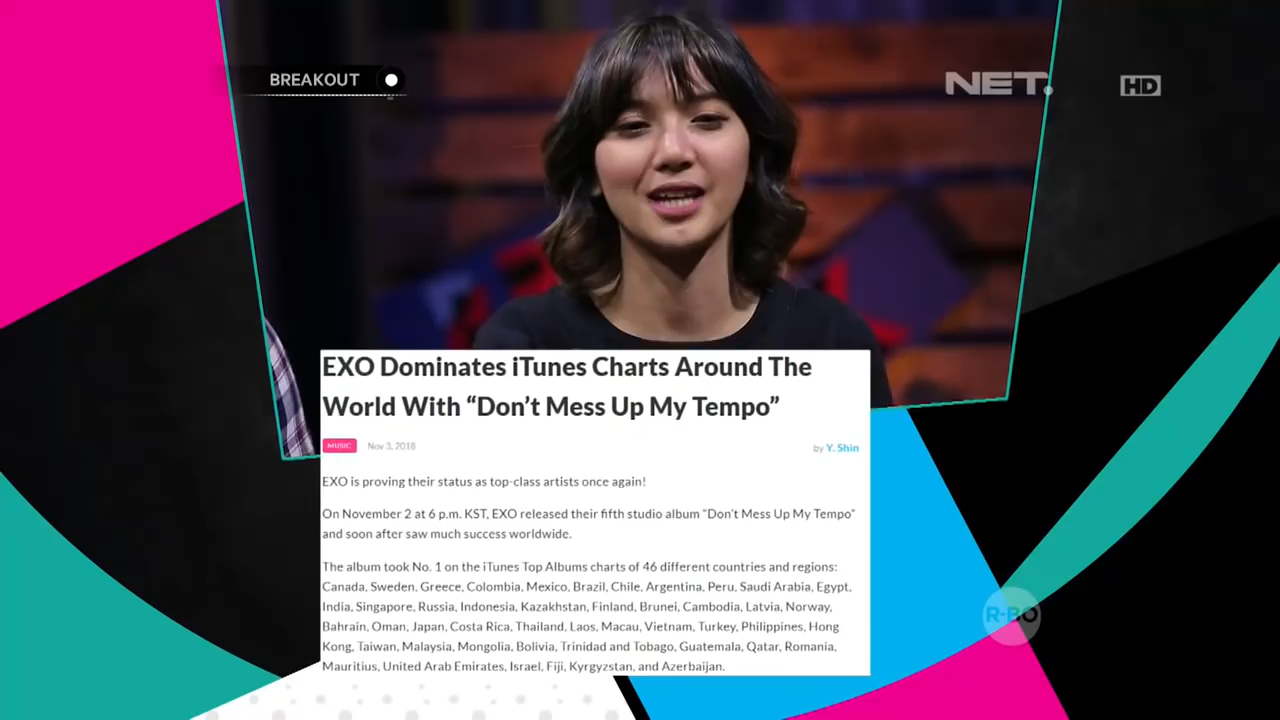 BREAKOUT
NET.
HD
EXO Dominates iTunes Charts Around The
World With “Don’t Mess Up My Tempo”
MUSIC Nov 3, 2018 by Y. Shin
EXO is proving their status as top-class artists once again!
On November 2 at 6 p.m. KST, EXO released their fifth studio album “Don’t Mess Up My Tempo”
and soon after saw much success worldwide.
The album took No. 1 on the iTunes Top Albums charts of 46 different countries and regions:
Canada, Sweden, Greece, Colombia, Mexico, Brazil, Chile, Argentina, Peru, Saudi Arabia, Egypt,
India, Singapore, Russia, Indonesia, Kazakhstan, Finland, Brunei, Cambodia, Latvia, Norway,
Bahrain, Oman, Japan, Costa Rica, Thailand, Laos, Macau, Vietnam, Turkey, Philippines, Hong
Kong, Taiwan, Malaysia, Mongolia, Bolivia, Trinidad and Tobago, Guatemala, Qatar, Romania,
Mauritius, United Arab Emirates, Israel, Fiji, Kyrgyzstan, and Azerbaijan.
R-BO